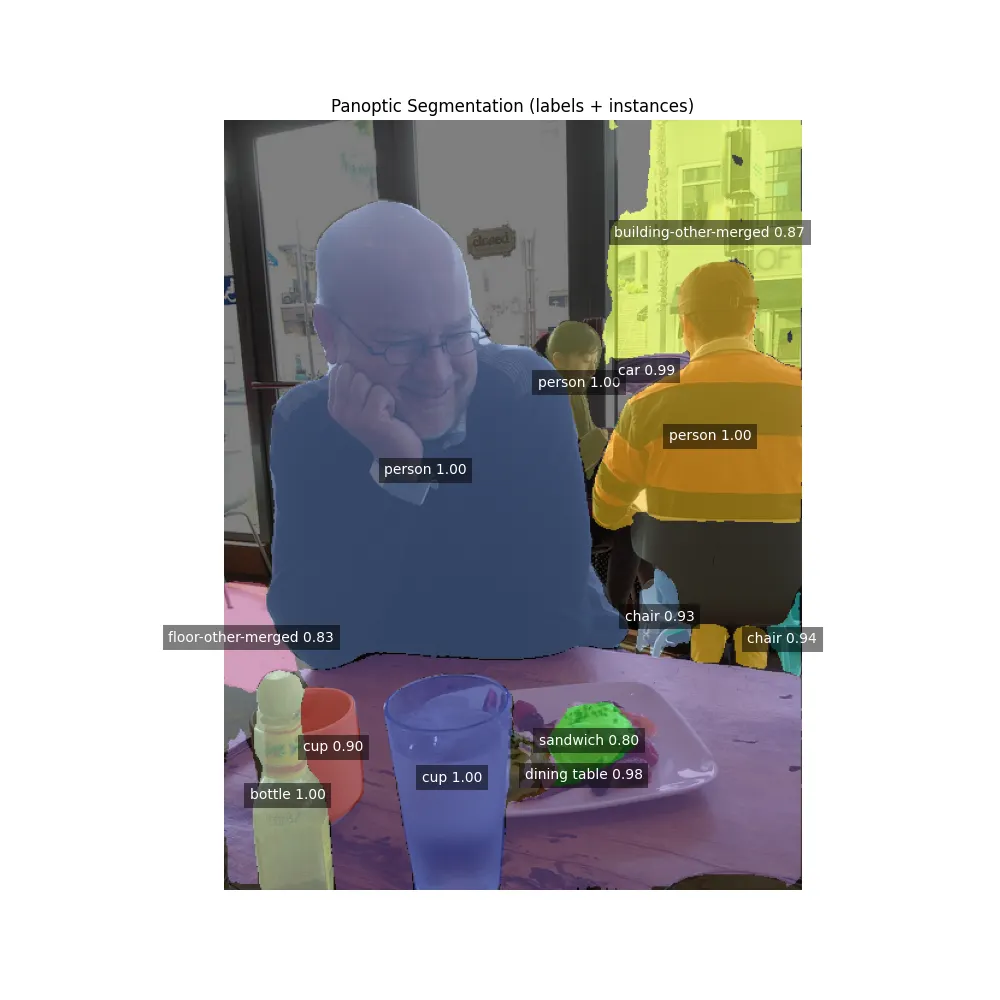 Panoptic Segmentation (labels + instances)
building-other-merged 0.87
closed
OF
car 0.99
person 1.00
person 1.00
person 1.00
chair 0.93
floor-other-merged 0.83
chair 0.94
sandwich 0.80
cup 0.90
dining table 0.98
cup 1.00
bottle 1.00